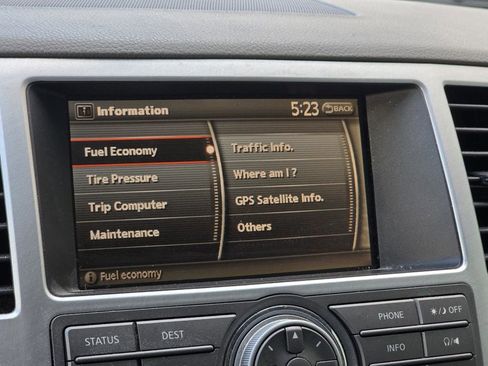 i Information 5:23 BACK
Fuel Economy
Tire Pressure
Trip Computer
Maintenance
Traffic Info.
Where am I ?
GPS Satellite Info.
Others
i Fuel economy
STATUS DEST PHONE OFF
INFO